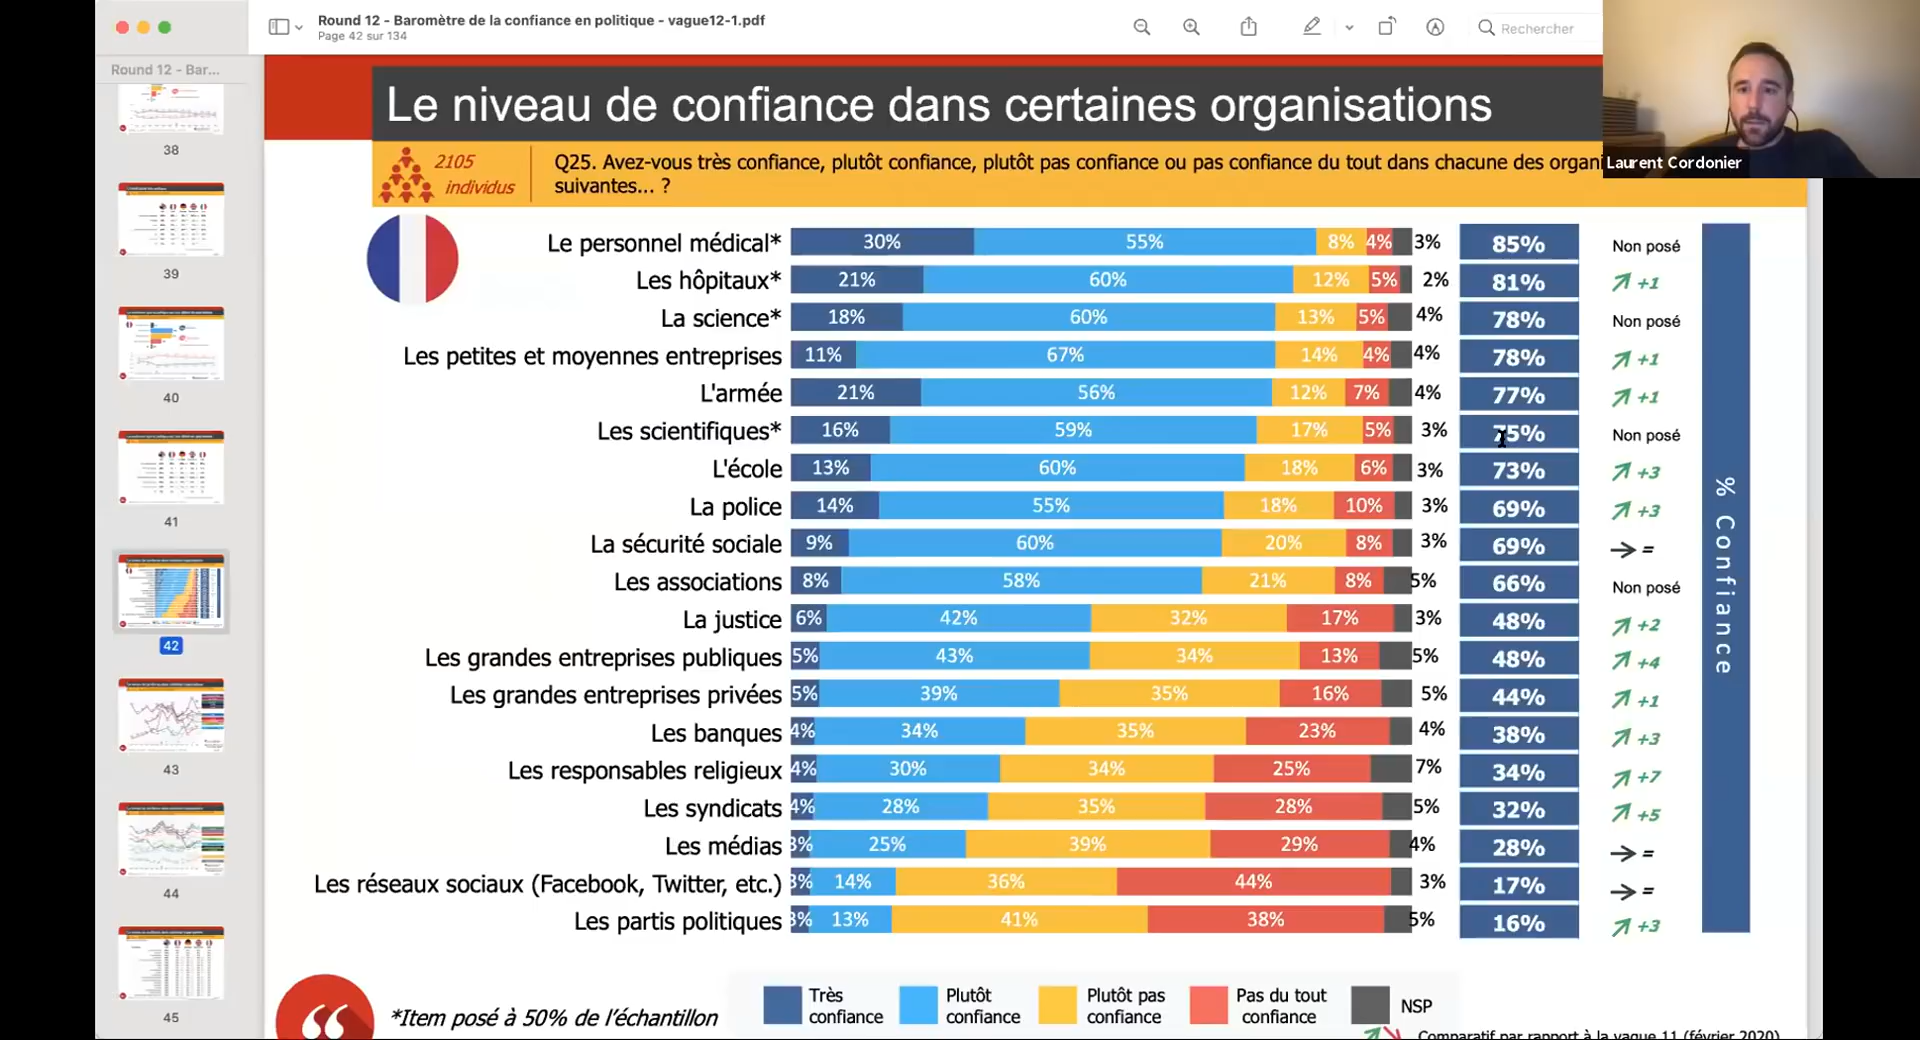 Round 12 - Baromètre de la confiance en politique - vague12-1.pdf
Page 42 sur 134
Rechercher
Round 12 - Bar...
38
39
40
41
42
43
44
45
Laurent Cordonier
Le niveau de confiance dans certaines organisations
2105
individus
Q25. Avez-vous très confiance, plutôt confiance, plutôt pas confiance ou pas confiance du tout dans chacune des organi
suivantes... ?
Le personnel médical* 30% 55% 8% 4% 3% 85% Non posé
Les hôpitaux* 21% 60% 12% 5% 2% 81% +1
La science* 18% 60% 13% 5% 4% 78% Non posé
Les petites et moyennes entreprises 11% 67% 14% 4% 4% 78% +1
L'armée 21% 56% 12% 7% 4% 77% +1
Les scientifiques* 16% 59% 17% 5% 3% 75% Non posé
L'école 13% 60% 18% 6% 3% 73% +3
La police 14% 55% 18% 10% 3% 69% +3
La sécurité sociale 9% 60% 20% 8% 3% 69% =
Les associations 8% 58% 21% 8% 5% 66% Non posé
La justice 6% 42% 32% 17% 3% 48% +2
Les grandes entreprises publiques 5% 43% 34% 13% 5% 48% +4
Les grandes entreprises privées 5% 39% 35% 16% 5% 44% +1
Les banques 4% 34% 35% 23% 4% 38% +3
Les responsables religieux 4% 30% 34% 25% 7% 34% +7
Les syndicats 4% 28% 35% 28% 5% 32% +5
Les médias 3% 25% 39% 29% 4% 28% =
Les réseaux sociaux (Facebook, Twitter, etc.) 3% 14% 36% 44% 3% 17% =
Les partis politiques 3% 13% 41% 38% 5% 16% +3
% Confiance
*Item posé à 50% de l'échantillon
Très confiance
Plutôt confiance
Plutôt pas confiance
Pas du tout confiance
NSP
Comparatif par rapport à la vague 11 (février 2020)